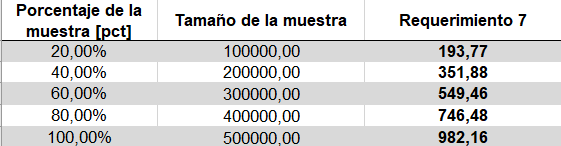 Porcentaje de la muestra [pct] Tamaño de la muestra Requerimiento 7
20,00% 100000,00 193,77
40,00% 200000,00 351,88
60,00% 300000,00 549,46
80,00% 400000,00 746,48
100,00% 500000,00 982,16